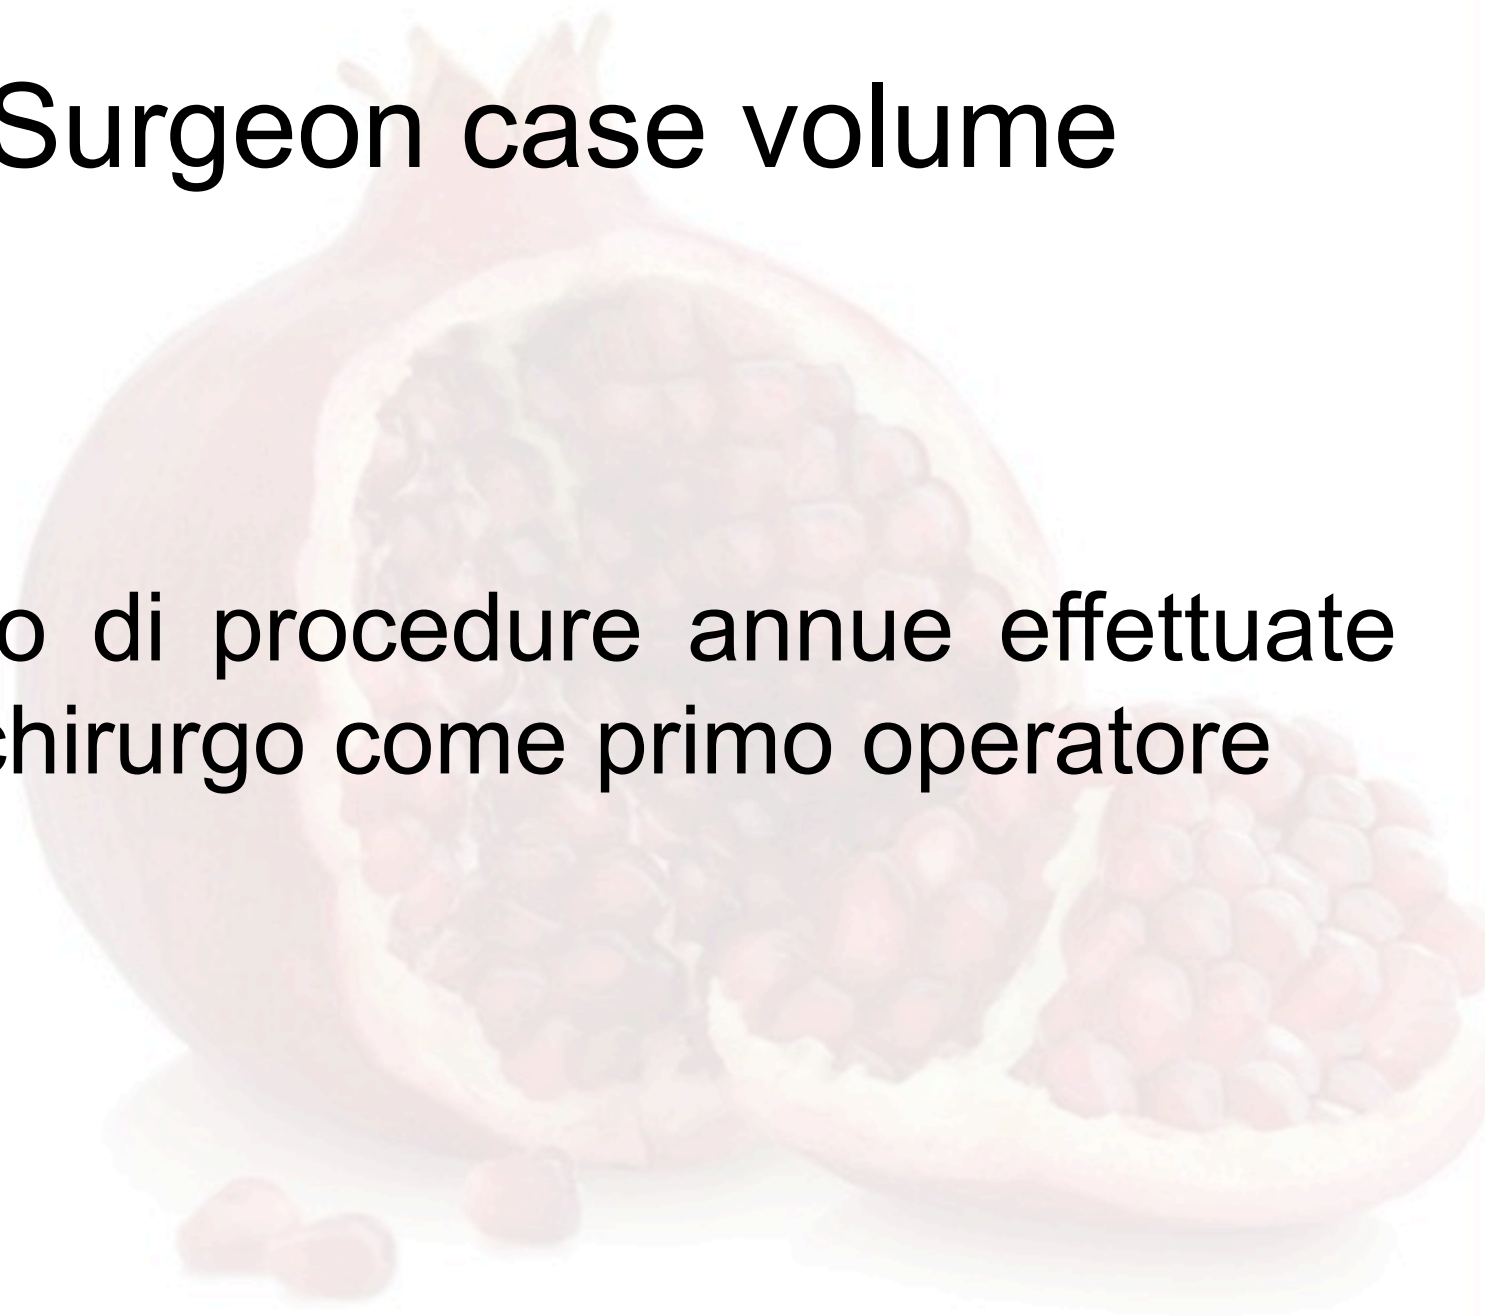 Surgeon case volume
o di procedure annue effettuate
chirurgo come primo operatore